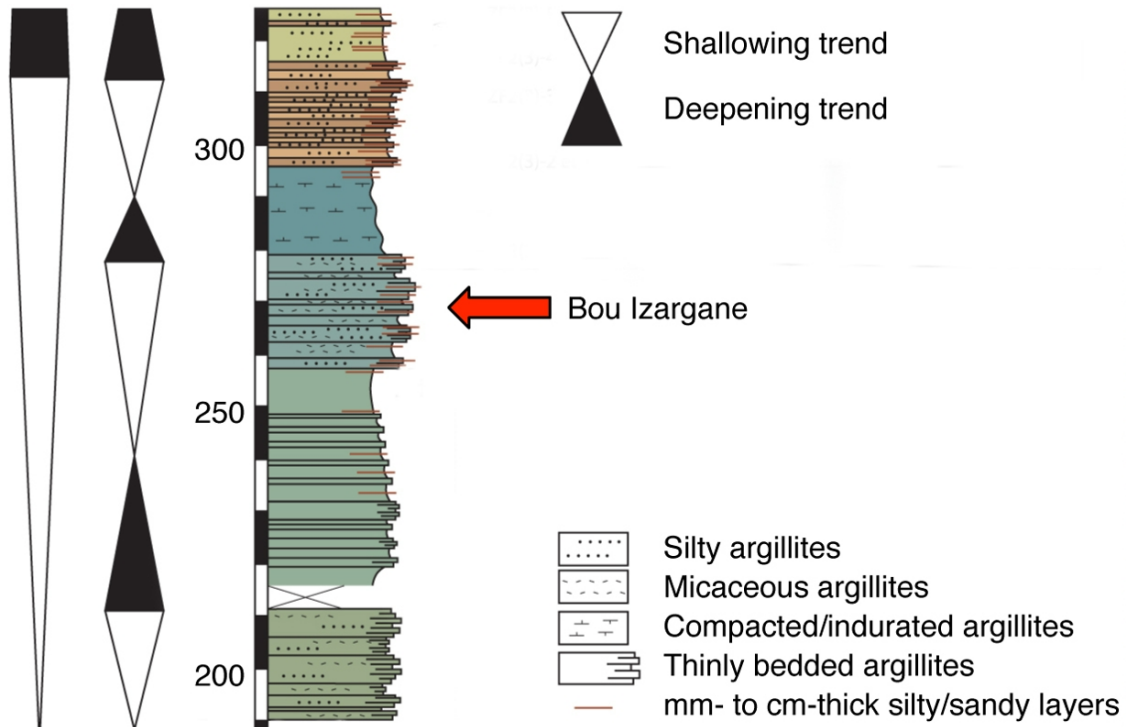 Shallowing trend
Deepening trend
300
Bou Izargane
250
Silty argillites
Micaceous argillites
Compacted/indurated argillites
Thinly bedded argillites
200
mm- to cm-thick silty/sandy layers